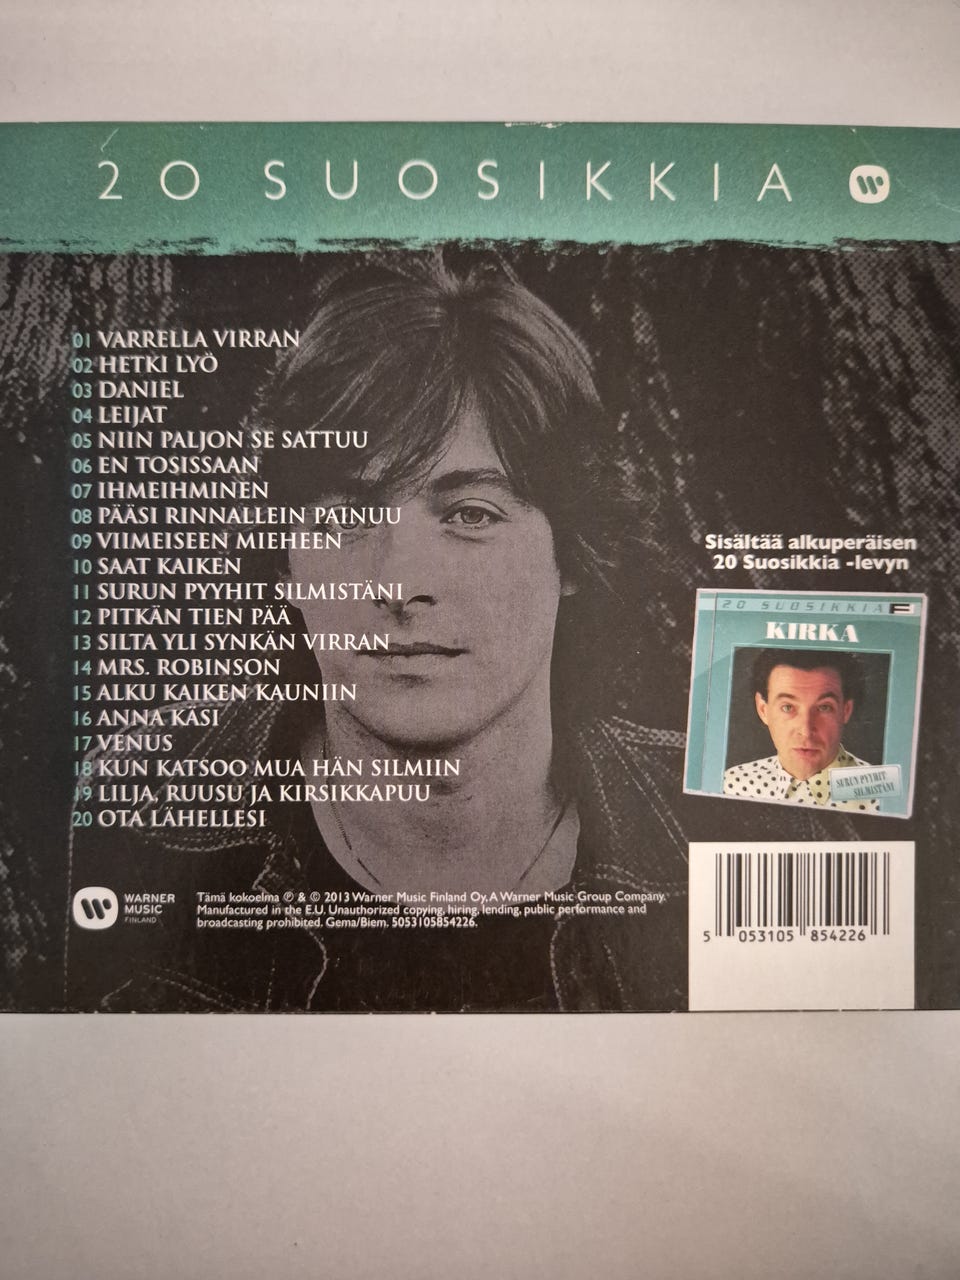 20 SUOSIKKIA
01 VARRELLA VIRRAN
02 HETKI LYÖ
03 DANIEL
04 LEIJAT
05 NIIN PALJON SE SATTUU
06 EN TOSISSAAN
07 IHMEIHMINEN
08 PÄÄSI RINNALLEIN PAINUU
09 VIIMEISEEN MIEHEEN
10 SAAT KAIKEN
11 SURUN PYYHIT SILMISTÄNI
12 PITKÄN TIEN PÄÄ
13 SILTA YLI SYNKÄN VIRRAN
14 MRS. ROBINSON
15 ALKU KAIKEN KAUNIIN
16 ANNA KÄSI
17 VENUS
18 KUN KATSOO MUA HÄN SILMIIN
19 LILJA, RUUSU JA KIRSIKKAPUU
20 OTA LÄHELLESI
Sisältää alkuperäisen
20 Suosikkia -levyn
20 SUOSIKKIA F
KIRKA
SURUN PYYHIT
SILMISTÄNI
WARNER
MUSIC
FINLAND
Tämä kokoelma ℗ & © 2013 Warner Music Finland Oy, A Warner Music Group Company.
Manufactured in the E.U. Unauthorized copying, hiring, lending, public performance and
broadcasting prohibited. Gema/Biem. 5053105854226.
5 053105 854226